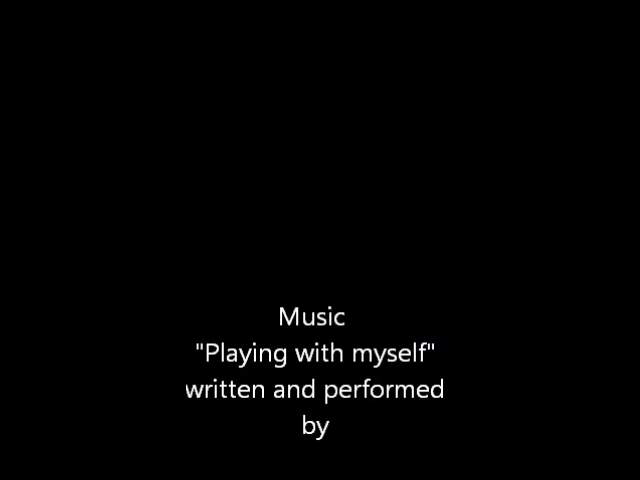 Music
"Playing with myself"
written and performed
by